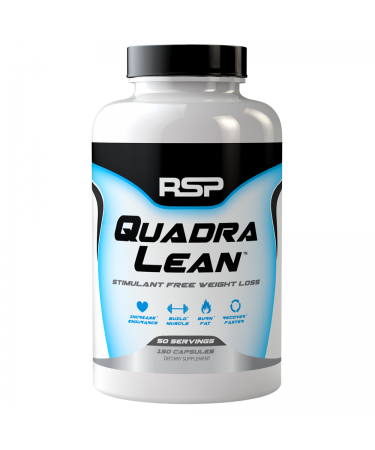 RSP
QUADRA
LEAN™
STIMULANT FREE WEIGHT LOSS
INCREASE BUILD BURN RECOVER
ENDURANCE MUSCLE FAT FASTER
50 SERVINGS
150 CAPSULES
DIETARY SUPPLEMENT